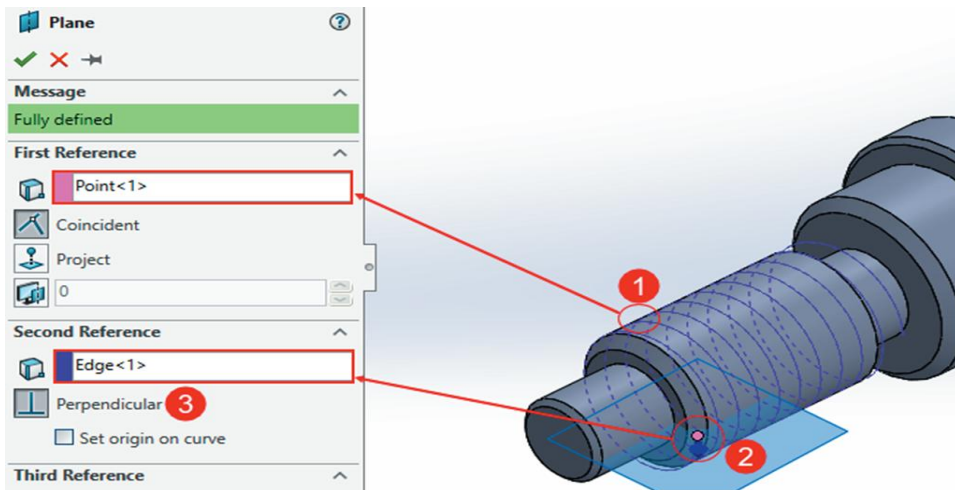 Plane
?
Message
Fully defined
First Reference
Point<1>
Coincident
Project
0
Second Reference
Edge<1>
Perpendicular 3
Set origin on curve
Third Reference
1
2